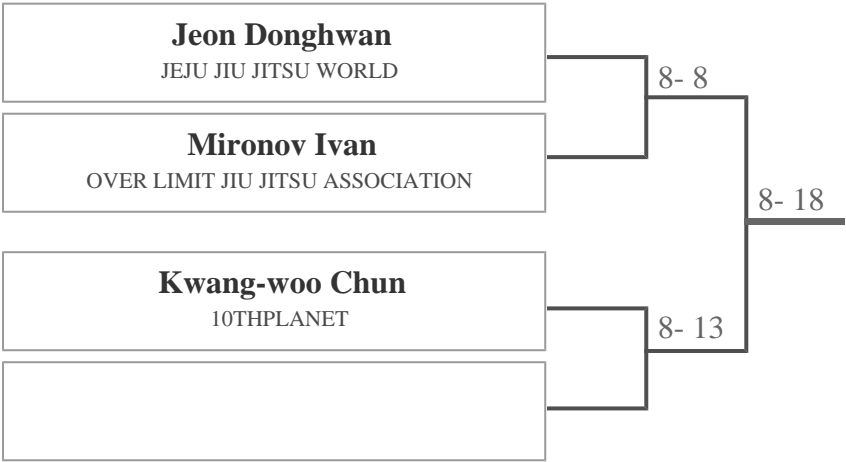 Jeon Donghwan
JEJU JIU JITSU WORLD
8- 8
Mironov Ivan
OVER LIMIT JIU JITSU ASSOCIATION
8- 18
Kwang-woo Chun
10THPLANET
8- 13